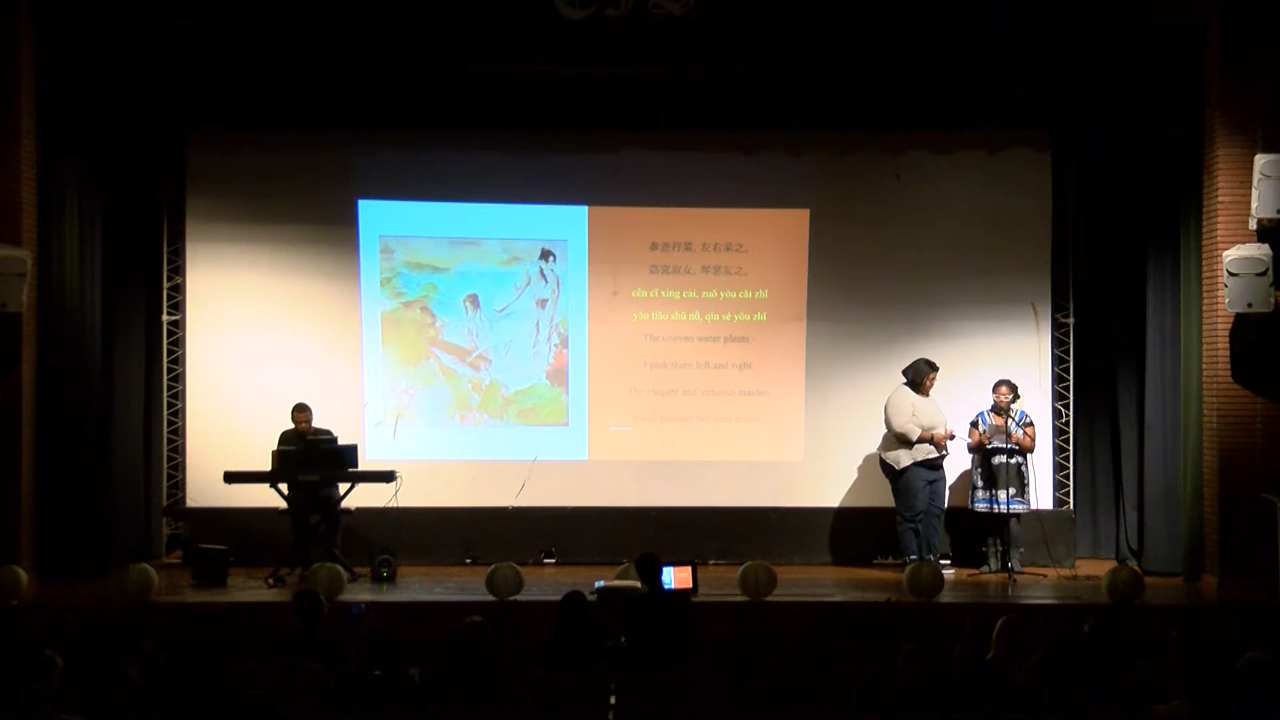 参差荇菜, 左右采之。
窈窕淑女, 琴瑟友之。
cēn cī xìng cài, zuǒ yòu cǎi zhī
yǎo tiǎo shū nǚ, qín sè yǒu zhī
The uneven water plants -
I pick them left and right.
The elegant and virtuous maiden